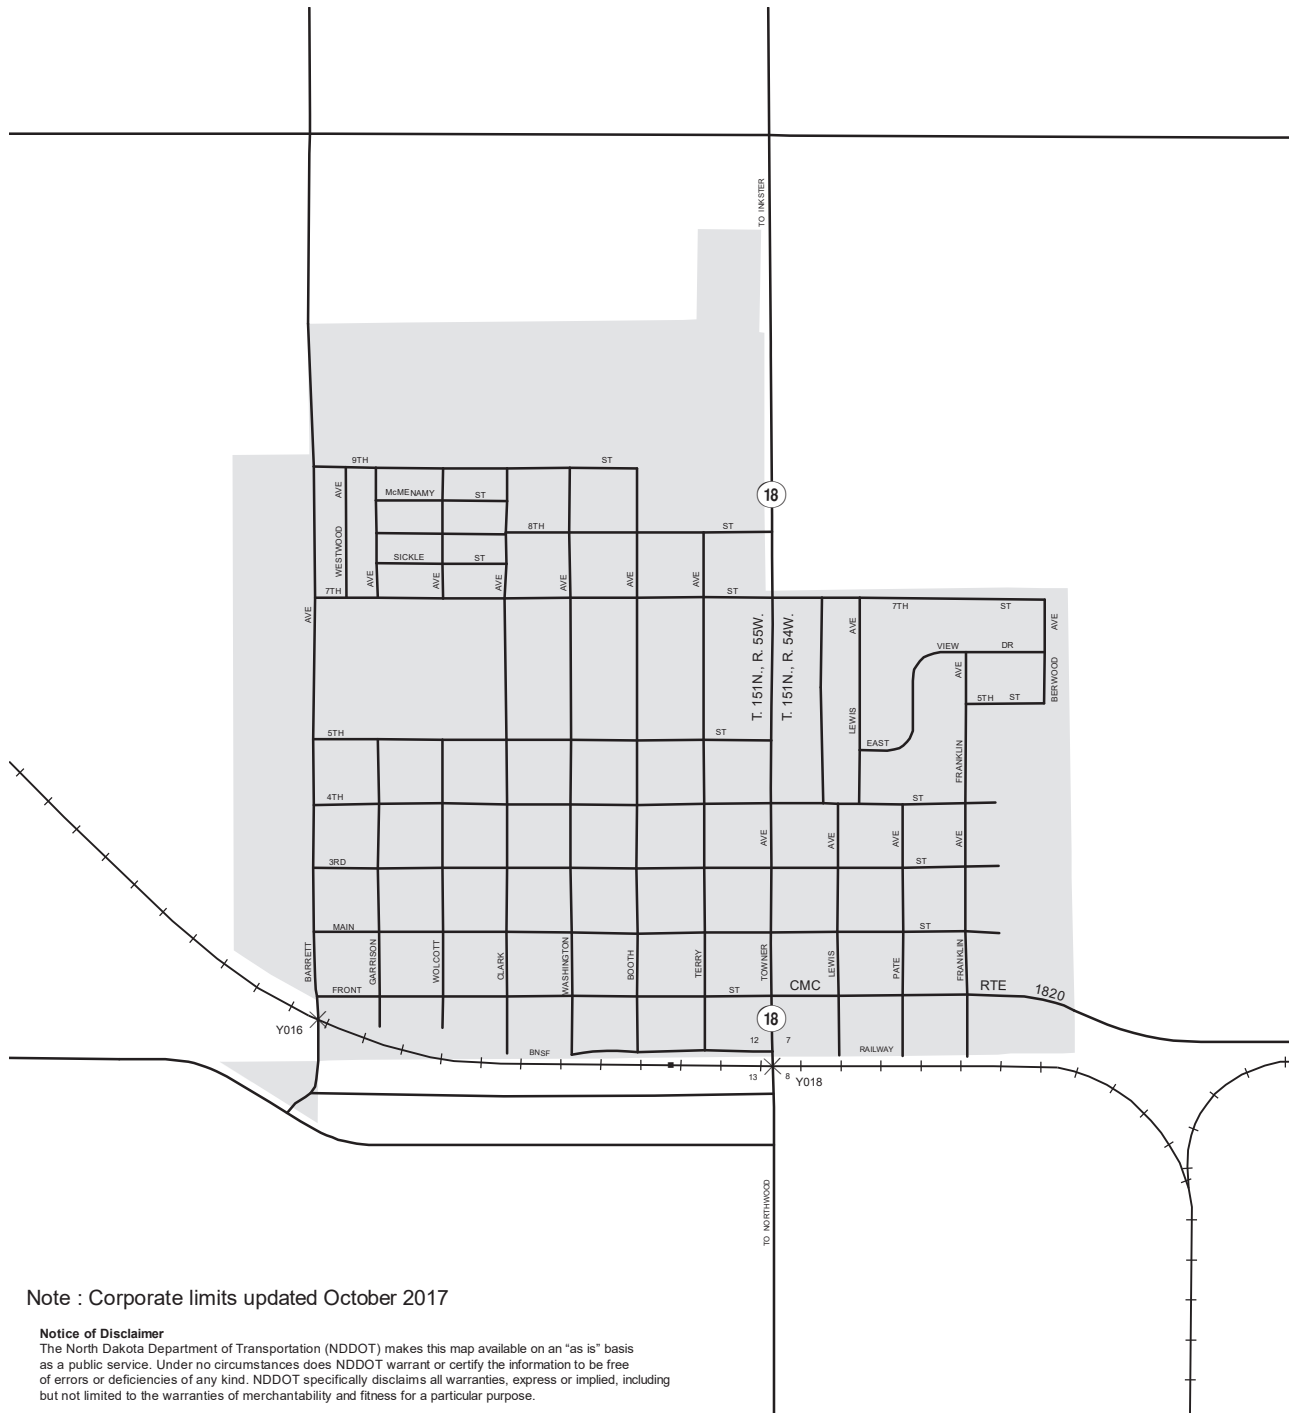 TO INKSTER
9TH ST
AVE
McMENAMY ST
18
8TH ST
WESTWOOD
SICKLE ST
AVE AVE AVE AVE AVE AVE
7TH ST
7TH ST
AVE
AVE
AVE
T. 151N., R. 55W.
T. 151N., R. 54W.
VIEW DR
AVE
BERWOOD
5TH ST
LEWIS
5TH ST
EAST
FRANKLIN
4TH ST
AVE AVE AVE AVE
3RD ST
MAIN ST
BARRETT
GARRISON
WOLCOTT
CLARK
WASHINGTON
BOOTH
TERRY
TOWNER
LEWIS
PATE
FRANKLIN
FRONT ST
CMC RTE 1820
18
Y016
12 7
BNSF RAILWAY
13 8 Y018
TO NORTHWOOD
Note : Corporate limits updated October 2017
Notice of Disclaimer
The North Dakota Department of Transportation (NDDOT) makes this map available on an “as is” basis
as a public service. Under no circumstances does NDDOT warrant or certify the information to be free
of errors or deficiencies of any kind. NDDOT specifically disclaims all warranties, express or implied, including
but not limited to the warranties of merchantability and fitness for a particular purpose.